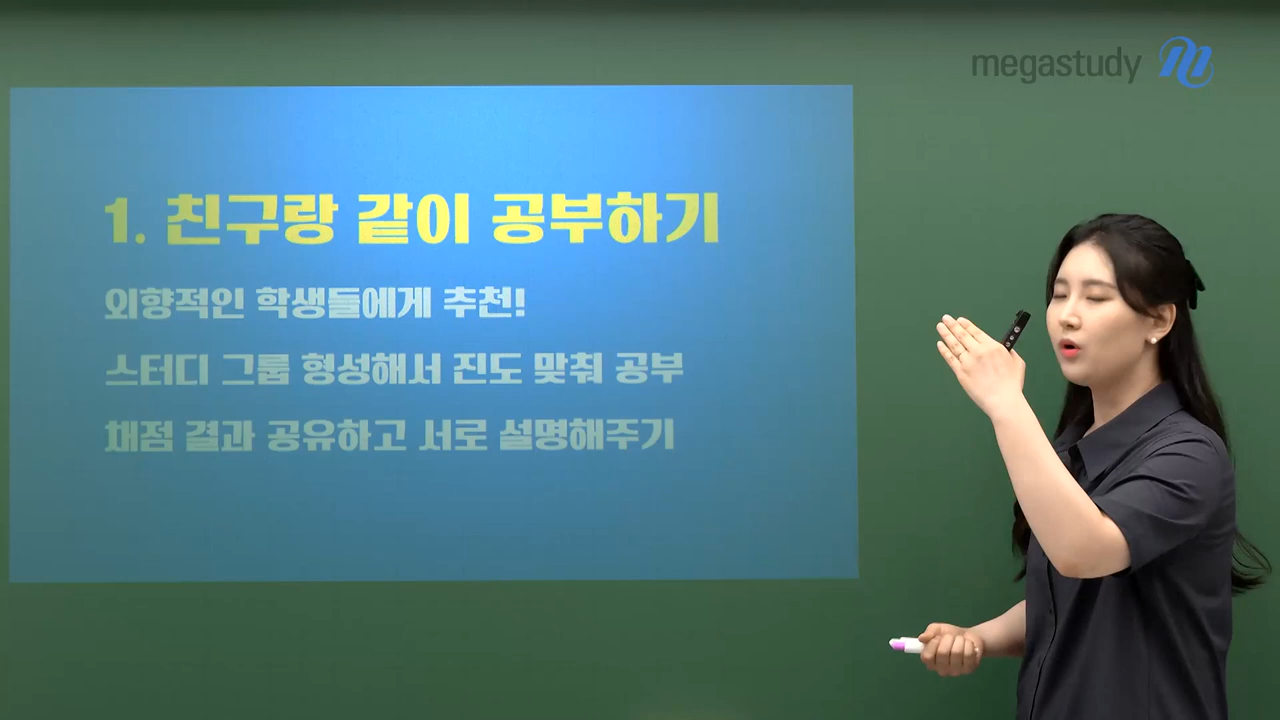 megastudy
1. 친구랑 같이 공부하기
외향적인 학생들에게 추천!
스터디 그룹 형성해서 진도 맞춰 공부
채점 결과 공유하고 서로 설명해주기